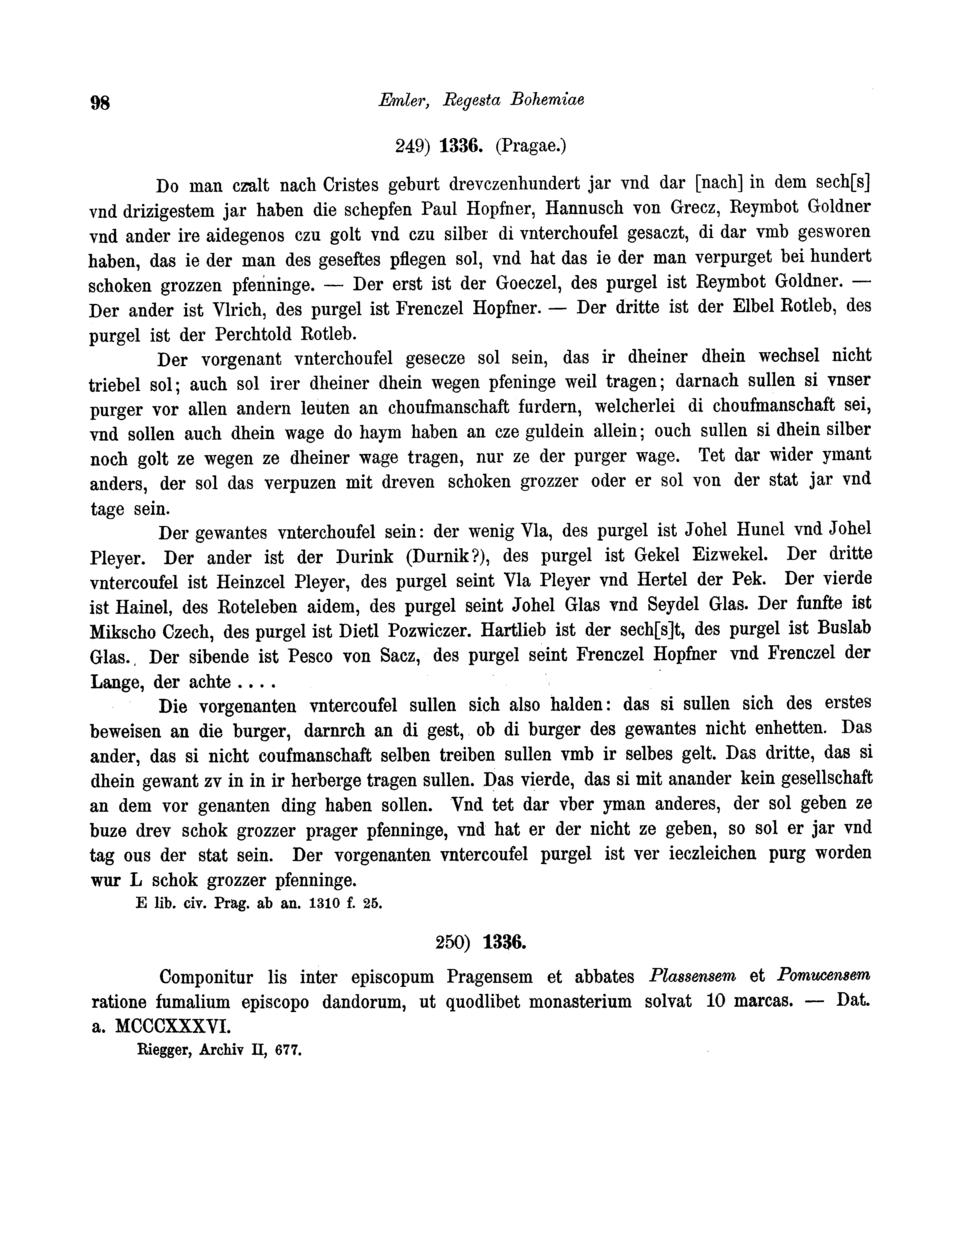 98 Emler, Regesta Bohemiae
249) 1336. (Pragae.)
Do man czalt nach Cristes geburt drevczenhundert jar vnd dar [nach] in dem sech[s]
vnd drizigestem jar haben die schepfen Paul Hopfner, Hannusch von Grecz, Reymbot Goldner
vnd ander ire aidegenos czu golt vnd czu silber di vnterchoufel gesaczt, di dar vmb gesworen
haben, das ie der man des geseftes pflegen sol, vnd hat das ie der man verpurget bei hundert
schoken grozzen pfenninge. — Der erst ist der Goeczel, des purgel ist Reymbot Goldner. —
Der ander ist Vlrich, des purgel ist Frenczel Hopfner. — Der dritte ist der Elbel Rotleb, des
purgel ist der Perchtold Rotleb.
Der vorgenant vnterchoufel gesecze sol sein, das ir dheiner dhein wechsel nicht
triebel sol; auch sol irer dheiner dhein wegen pfeninge weil tragen; darnach sullen si vnser
purger vor allen andern leuten an choufmanschaft furdern, welcherlei di choufmanschaft sei,
vnd sollen auch dhein wage do haym haben an cze guldein allein; ouch sullen si dhein silber
noch golt ze wegen ze dheiner wage tragen, nur ze der purger wage. Tet dar wider ymant
anders, der sol das verpuzen mit dreven schoken grozzer oder er sol von der stat jar vnd
tage sein.
Der gewantes vnterchoufel sein: der wenig Vla, des purgel ist Johel Hunel vnd Johel
Pleyer. Der ander ist der Durink (Durnik?), des purgel ist Gekel Eizwekel. Der dritte
vntercoufel ist Heinzcel Pleyer, des purgel seint Vla Pleyer vnd Hertel der Pek. Der vierde
ist Hainel, des Roteleben aidem, des purgel seint Johel Glas vnd Seydel Glas. Der funfte ist
Mikscho Czech, des purgel ist Dietl Pozwiczer. Hartlieb ist der sech[s]t, des purgel ist Buslab
Glas. Der sibende ist Pesco von Sacz, des purgel seint Frenczel Hopfner vnd Frenczel der
Lange, der achte . . . .
Die vorgenanten vntercoufel sullen sich also halden: das si sullen sich des erstes
beweisen an die burger, darnrch an di gest, ob di burger des gewantes nicht enhetten. Das
ander, das si nicht coufmanschaft selben treiben sullen vmb ir selbes gelt. Das dritte, das si
dhein gewant zv in in ir herberge tragen sullen. Das vierde, das si mit anander kein gesellschaft
an dem vor genanten ding haben sollen. Vnd tet dar vber yman anderes, der sol geben ze
buze drev schok grozzer prager pfenninge, vnd hat er der nicht ze geben, so sol er jar vnd
tag ous der stat sein. Der vorgenanten vntercoufel purgel ist ver ieczleichen purg worden
wur L schok grozzer pfenninge.
E lib. civ. Prag. ab an. 1310 f. 25.
250) 1336.
Componitur lis inter episcopum Pragensem et abbates Plassensem et Pomucensem
ratione fumalium episcopo dandorum, ut quodlibet monasterium solvat 10 marcas. — Dat.
a. MCCCXXXVI.
Riegger, Archiv II, 677.